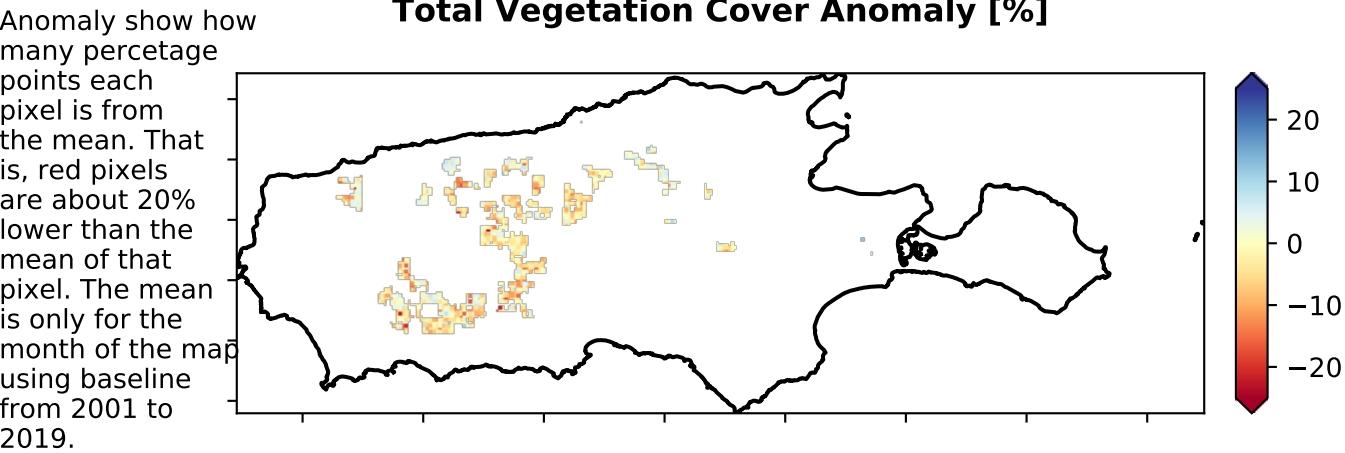 Total Vegetation Cover Anomaly [%]
Anomaly show how
many percetage
points each
pixel is from
the mean. That
is, red pixels
are about 20%
lower than the
mean of that
pixel. The mean
is only for the
month of the map
using baseline
from 2001 to
2019.
20
10
0
−10
−20